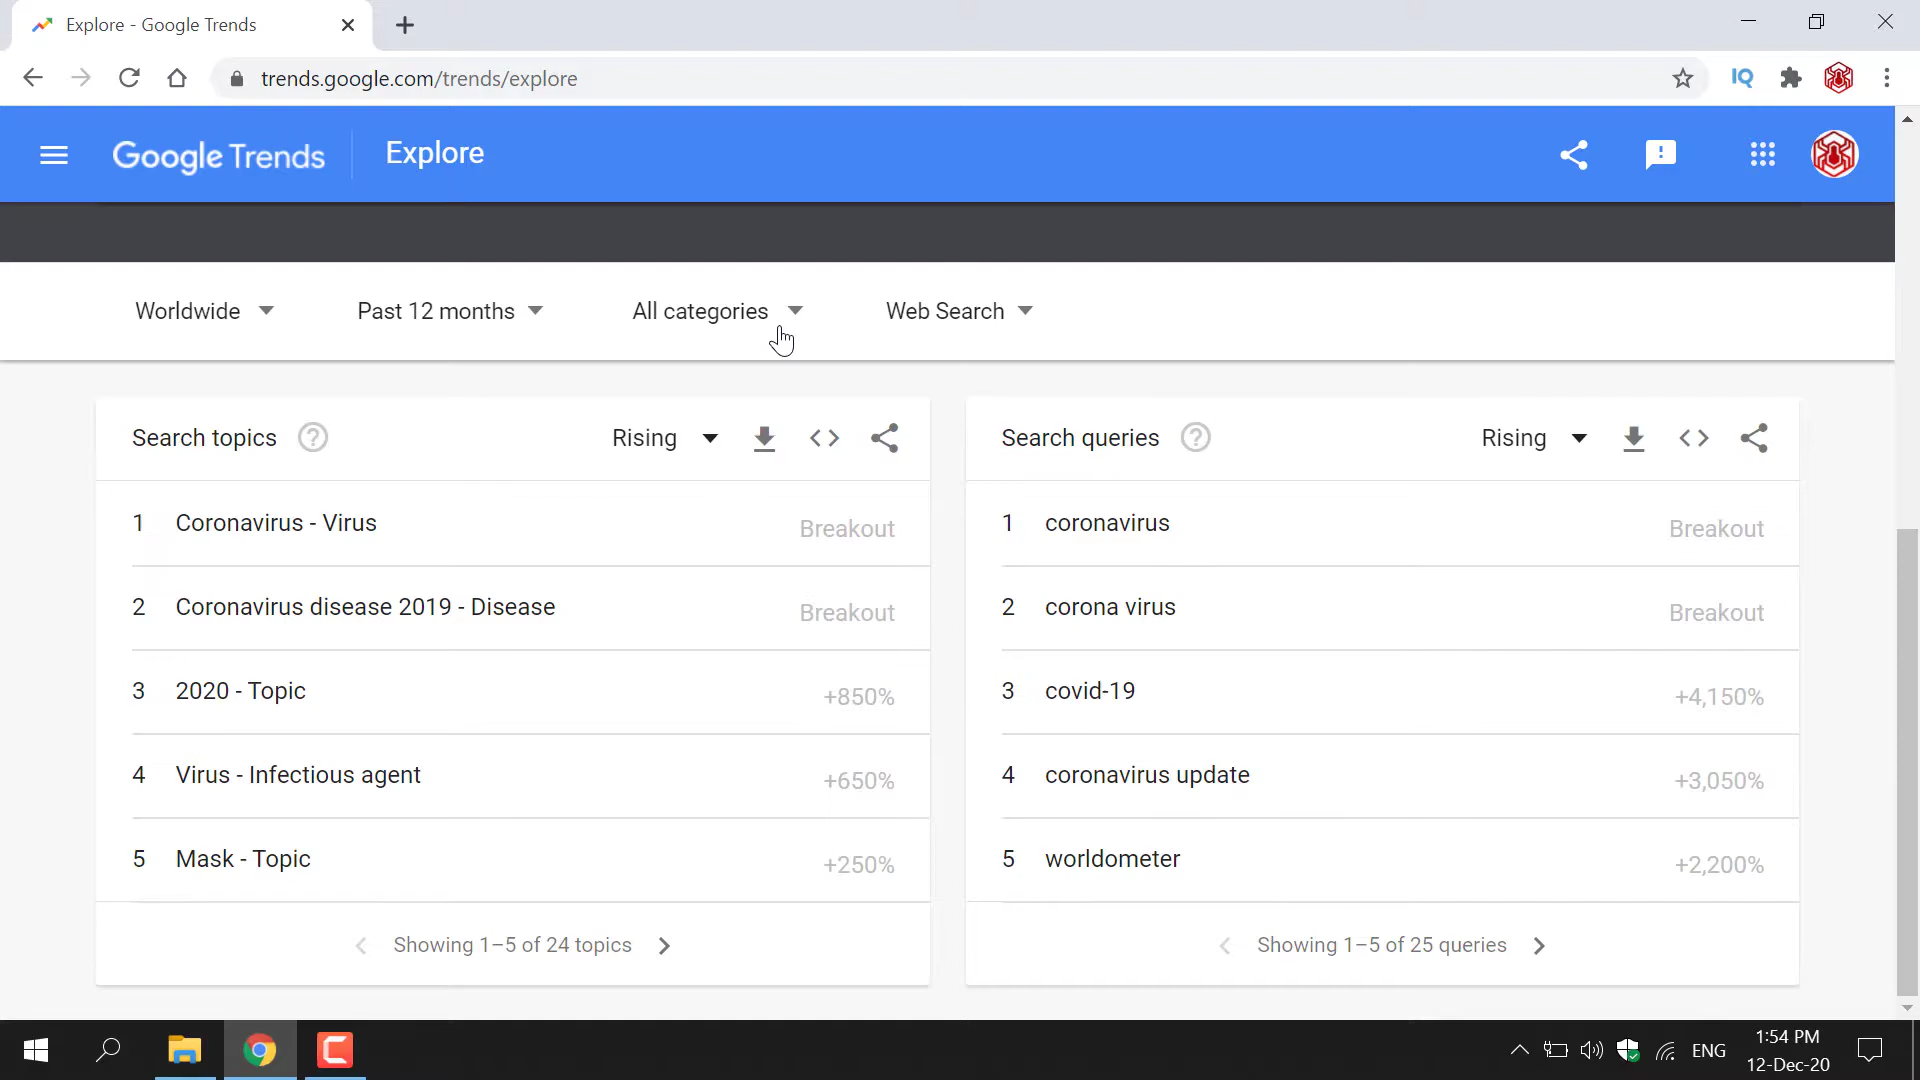 Explore - Google Trends
trends.google.com/trends/explore
IQ
Google Trends
Explore
Worldwide
Past 12 months
All categories
Web Search
Search topics
Rising
1 Coronavirus - Virus Breakout
2 Coronavirus disease 2019 - Disease Breakout
3 2020 - Topic +850%
4 Virus - Infectious agent +650%
5 Mask - Topic +250%
Showing 1–5 of 24 topics
Search queries
Rising
1 coronavirus Breakout
2 corona virus Breakout
3 covid-19 +4,150%
4 coronavirus update +3,050%
5 worldometer +2,200%
Showing 1–5 of 25 queries
ENG
1:54 PM
12-Dec-20